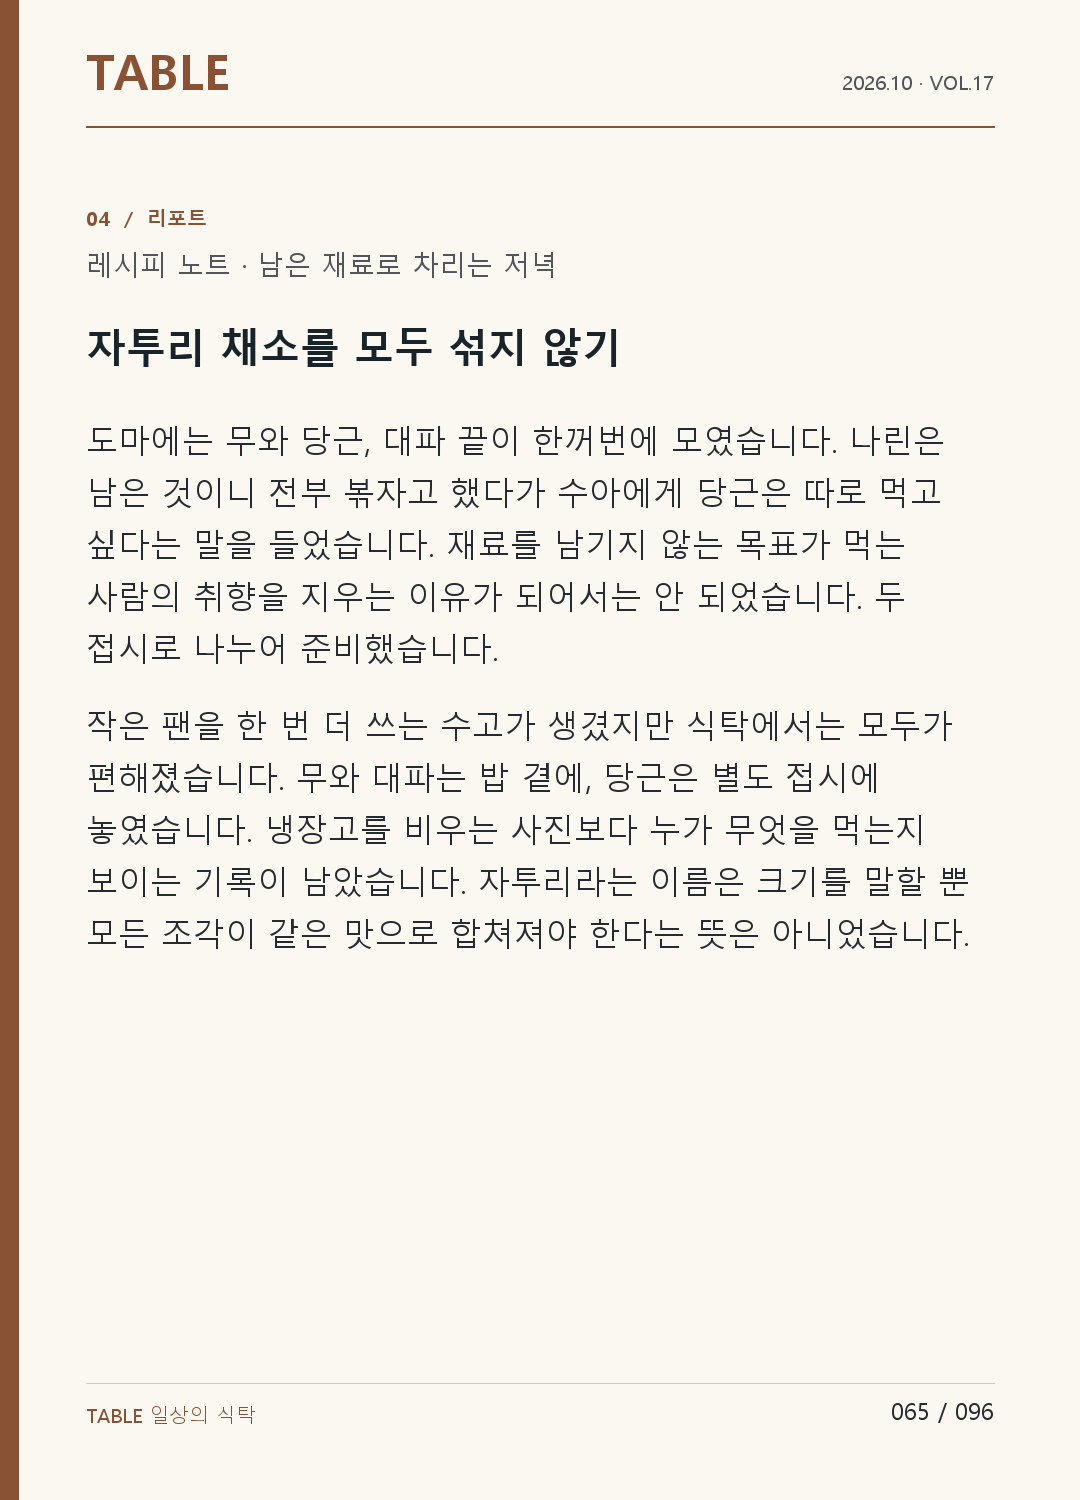 TABLE
2026.10 · VOL.17
04 / 리포트
레시피 노트 · 남은 재료로 차리는 저녁
자투리 채소를 모두 섞지 않기
도마에는 무와 당근, 대파 끝이 한꺼번에 모였습니다. 나린은
남은 것이니 전부 볶자고 했다가 수아에게 당근은 따로 먹고
싶다는 말을 들었습니다. 재료를 남기지 않는 목표가 먹는
사람의 취향을 지우는 이유가 되어서는 안 되었습니다. 두
접시로 나누어 준비했습니다.
작은 팬을 한 번 더 쓰는 수고가 생겼지만 식탁에서는 모두가
편해졌습니다. 무와 대파는 밥 곁에, 당근은 별도 접시에
놓였습니다. 냉장고를 비우는 사진보다 누가 무엇을 먹는지
보이는 기록이 남았습니다. 자투리라는 이름은 크기를 말할 뿐
모든 조각이 같은 맛으로 합쳐져야 한다는 뜻은 아니었습니다.
TABLE 일상의 식탁
065 / 096